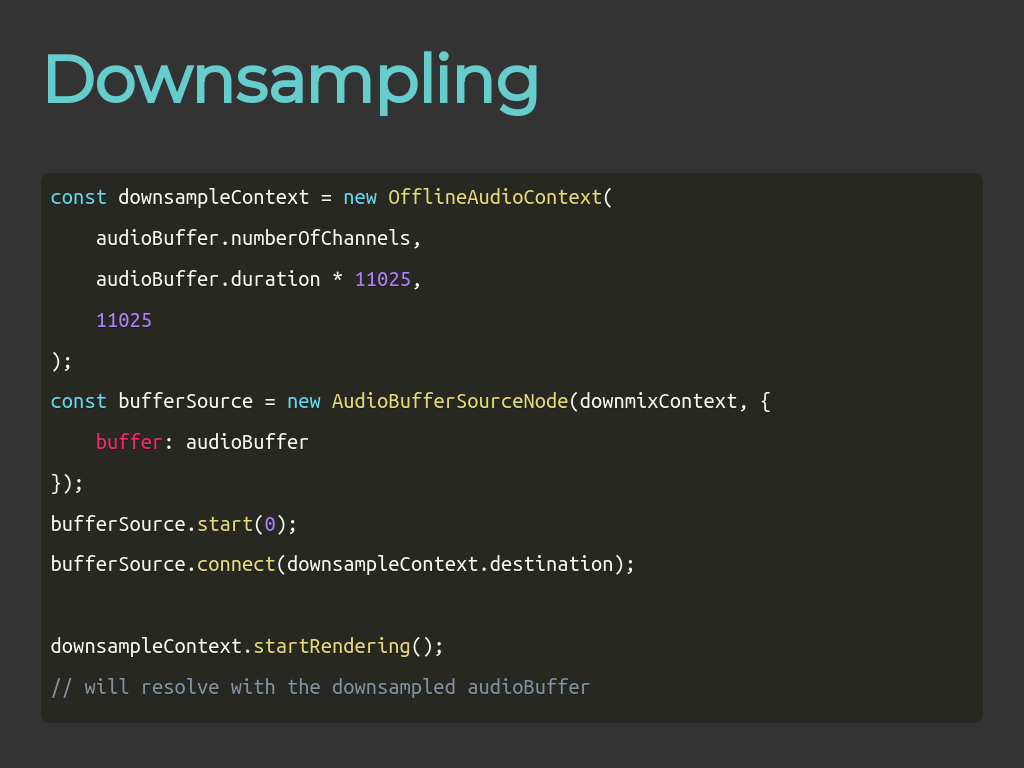 Downsampling
const downsampleContext = new OfflineAudioContext(
    audioBuffer.numberOfChannels,
    audioBuffer.duration * 11025,
    11025
);
const bufferSource = new AudioBufferSourceNode(downmixContext, {
    buffer: audioBuffer
});
bufferSource.start(0);
bufferSource.connect(downsampleContext.destination);

downsampleContext.startRendering();
// will resolve with the downsampled audioBuffer